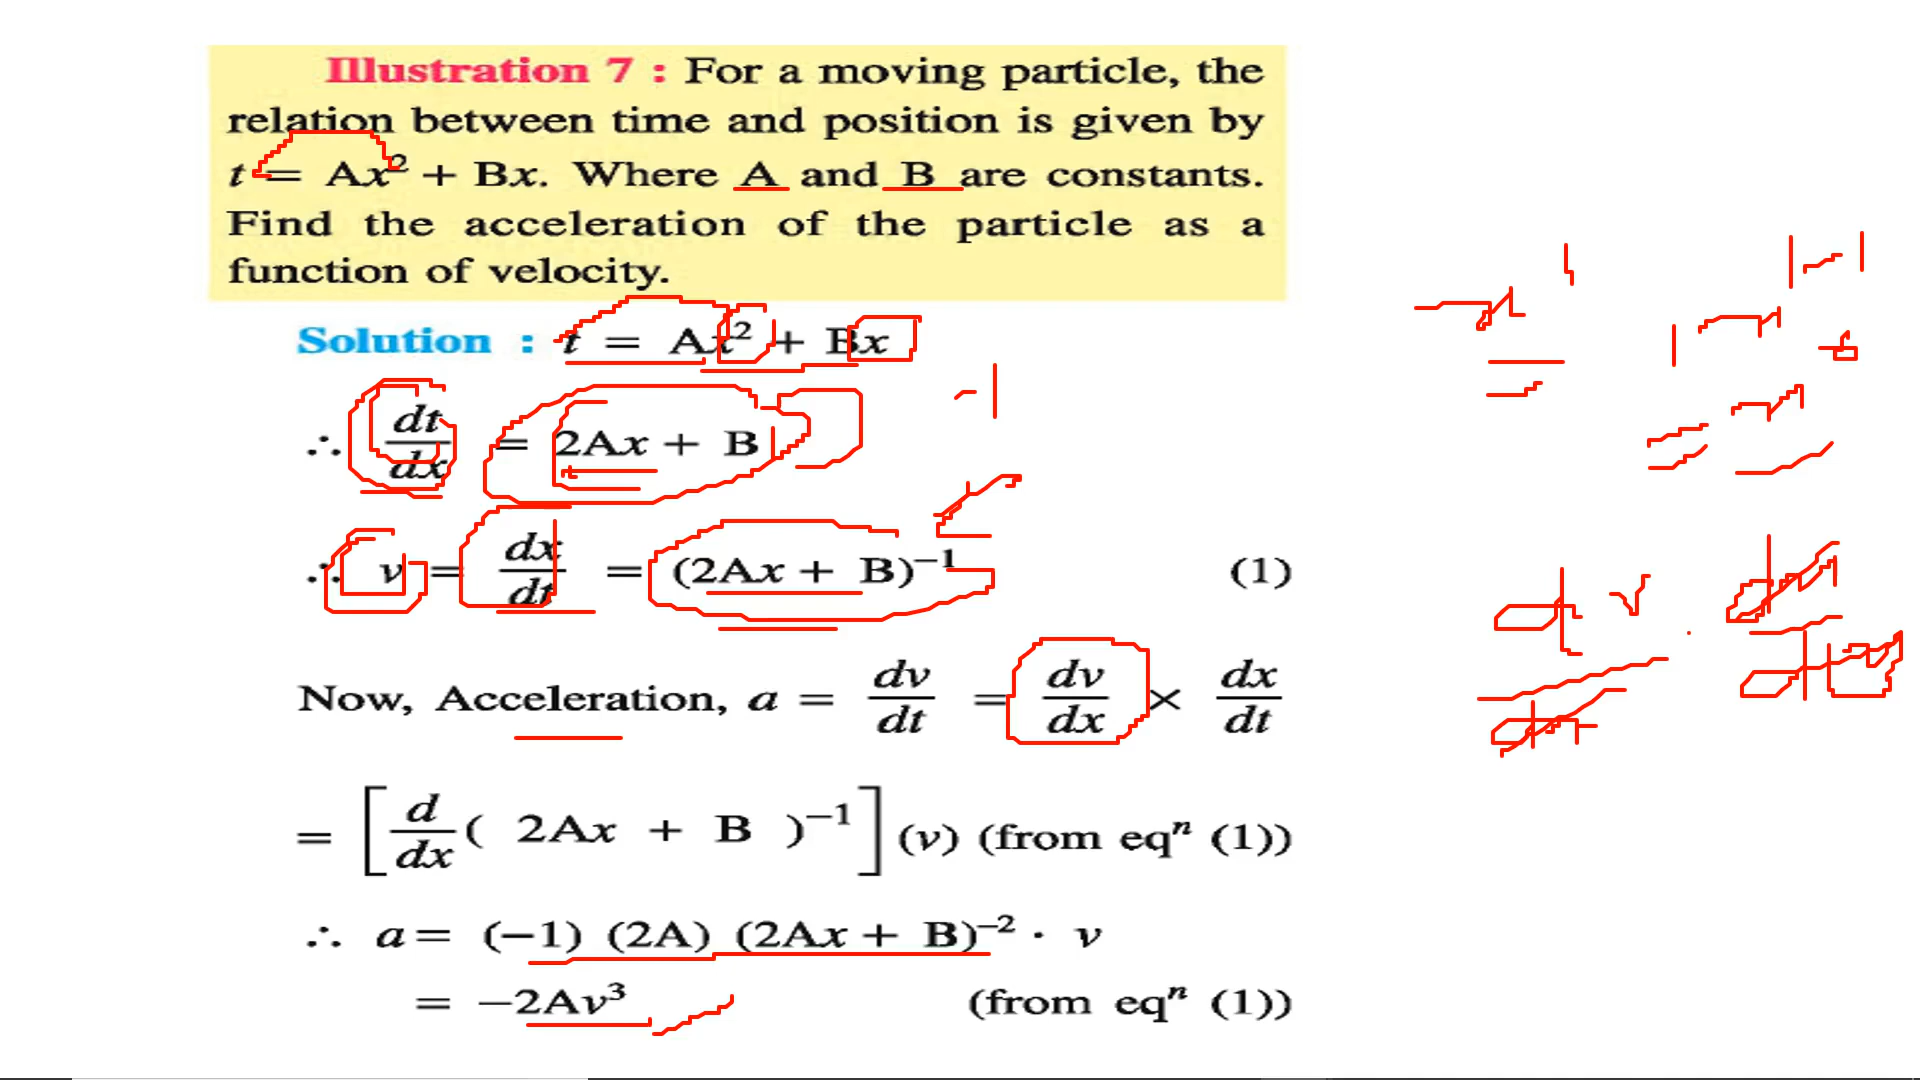 Illustration 7 : For a moving particle, the
relation between time and position is given by
t = Ax² + Bx. Where A and B are constants.
Find the acceleration of the particle as a
function of velocity.
Solution : t = Ax² + Bx
∴ dt/dx = 2Ax + B
∴ v = dx/dt = (2Ax + B)⁻¹ (1)
Now, Acceleration, a = dv/dt = dv/dx × dx/dt
= [d/dx ( 2Ax + B )⁻¹] (v) (from eqⁿ (1))
∴ a = (−1) (2A) (2Ax + B)⁻² · v
= −2Av³ (from eqⁿ (1))